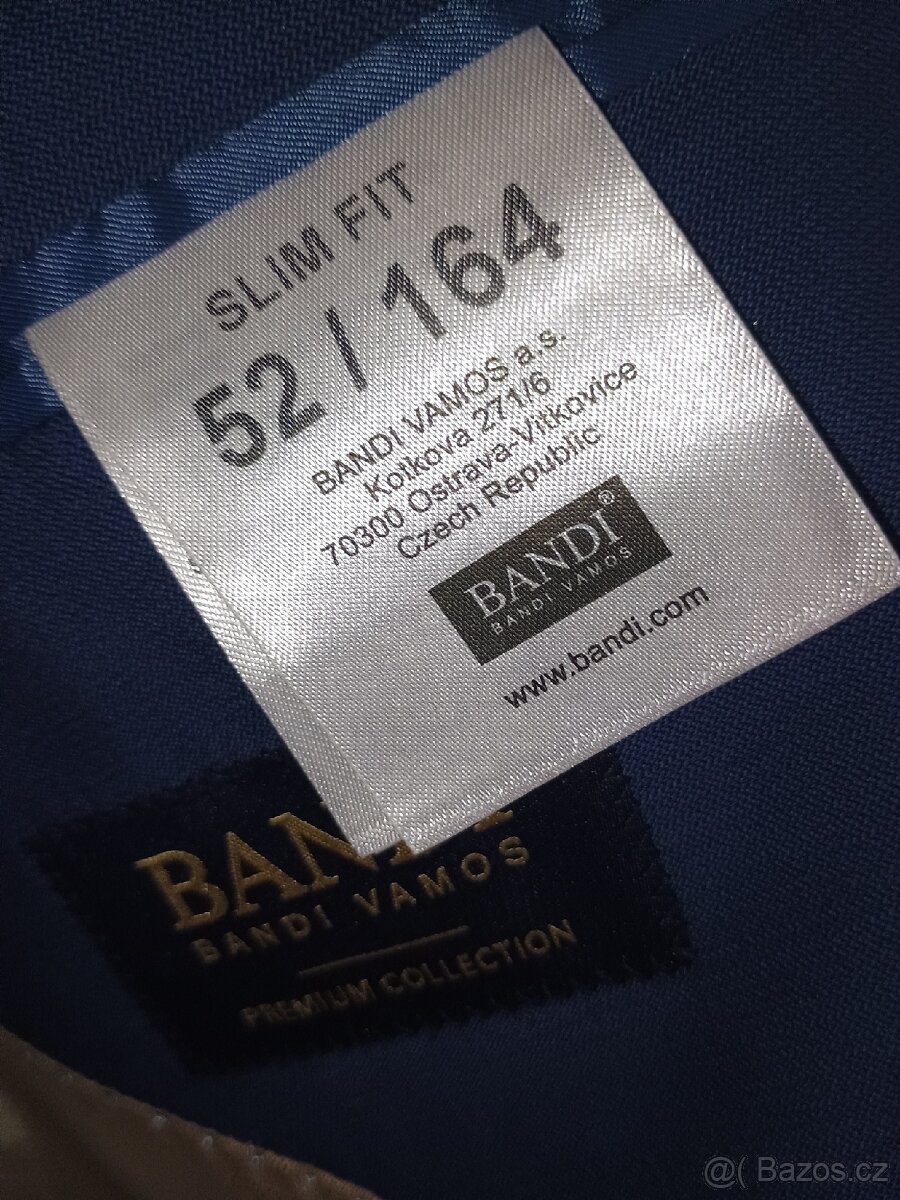 SLIM FIT
52 / 164
BANDI VAMOS a.s.
Kotkova 271/6
70300 Ostrava-Vítkovice
Czech Republic
BANDI®
BANDI VAMOS
www.bandi.com
BANDI
BANDI VAMOS
PREMIUM COLLECTION
@( Bazos.cz